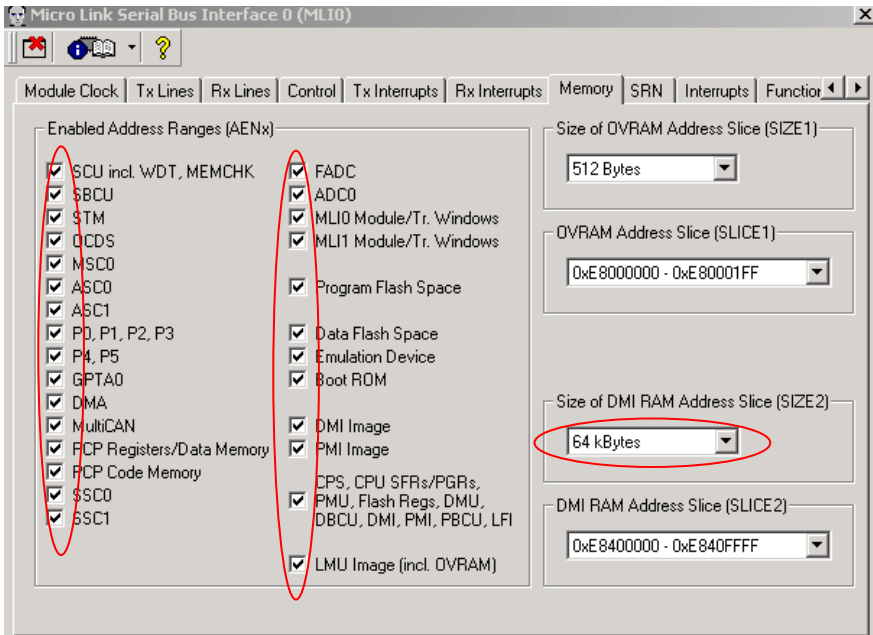 Micro Link Serial Bus Interface 0 (MLI0)
Module Clock Tx Lines Rx Lines Control Tx Interrupts Rx Interrupts Memory SRN Interrupts Function
Enabled Address Ranges (AENx)
SCU incl. WDT, MEMCHK
SBCU
STM
OCDS
MSC0
ASC0
ASC1
P0, P1, P2, P3
P4, P5
GPTA0
DMA
MultiCAN
PCP Registers/Data Memory
PCP Code Memory
SSC0
SSC1
FADC
ADC0
MLI0 Module/Tr. Windows
MLI1 Module/Tr. Windows
Program Flash Space
Data Flash Space
Emulation Device
Boot ROM
DMI Image
PMI Image
CPS, CPU SFRs/PGRs,
PMU, Flash Regs, DMU,
DBCU, DMI, PMI, PBCU, LFI
LMU Image (incl. OVRAM)
Size of OVRAM Address Slice (SIZE1)
512 Bytes
OVRAM Address Slice (SLICE1)
0xE8000000 - 0xE80001FF
Size of DMI RAM Address Slice (SIZE2)
64 kBytes
DMI RAM Address Slice (SLICE2)
0xE8400000 - 0xE840FFFF